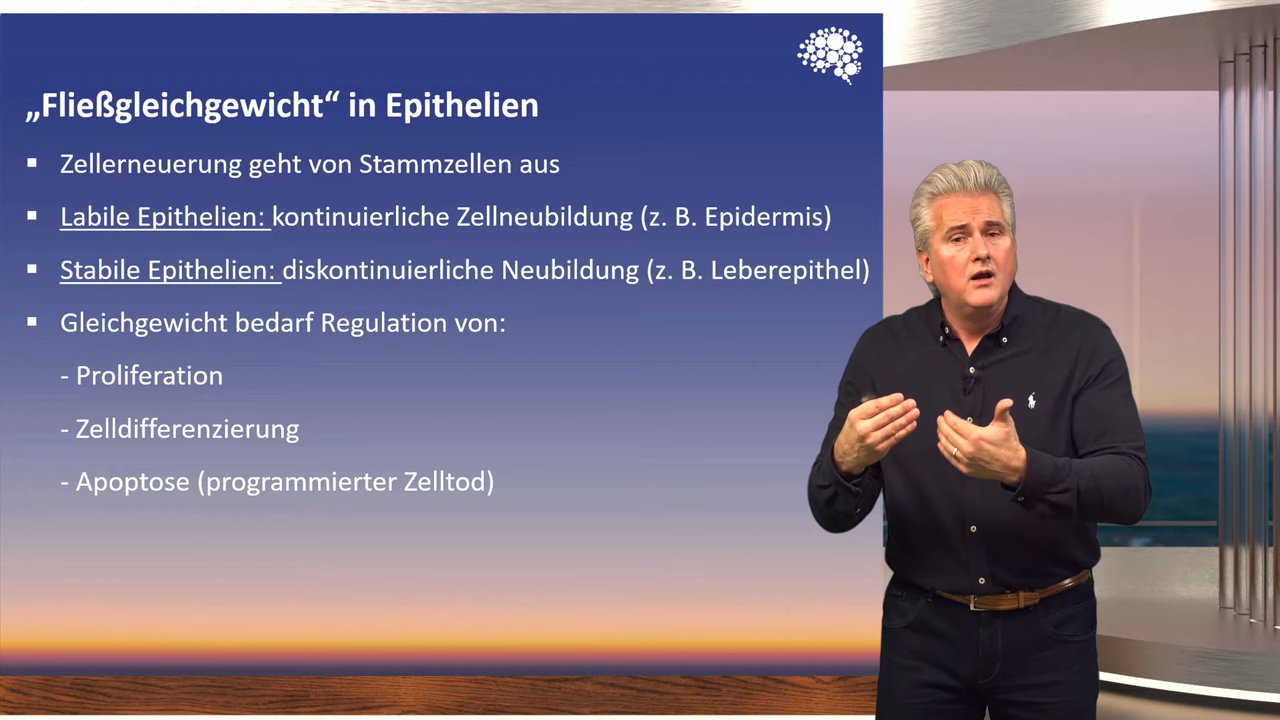 „Fließgleichgewicht“ in Epithelien
▪ Zellerneuerung geht von Stammzellen aus
▪ Labile Epithelien: kontinuierliche Zellneubildung (z. B. Epidermis)
▪ Stabile Epithelien: diskontinuierliche Neubildung (z. B. Leberepithel)
▪ Gleichgewicht bedarf Regulation von:
- Proliferation
- Zelldifferenzierung
- Apoptose (programmierter Zelltod)